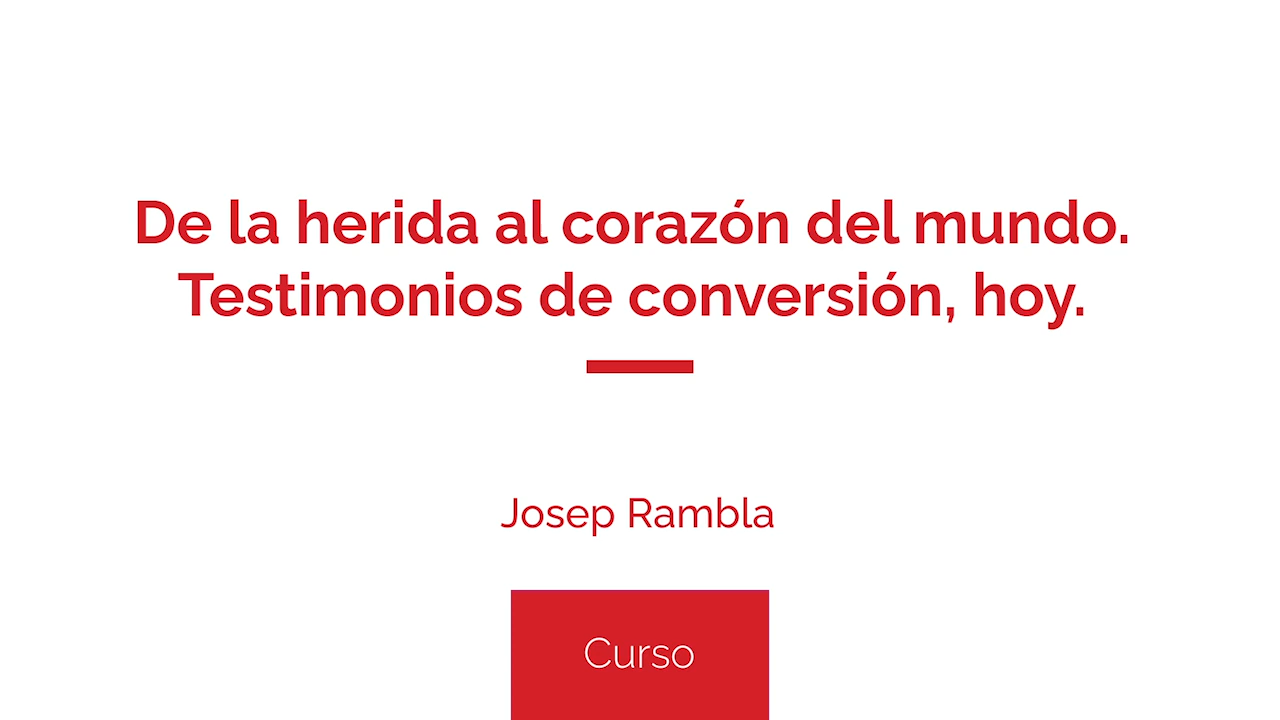 De la herida al corazón del mundo.
Testimonios de conversión, hoy.
Josep Rambla
Curso